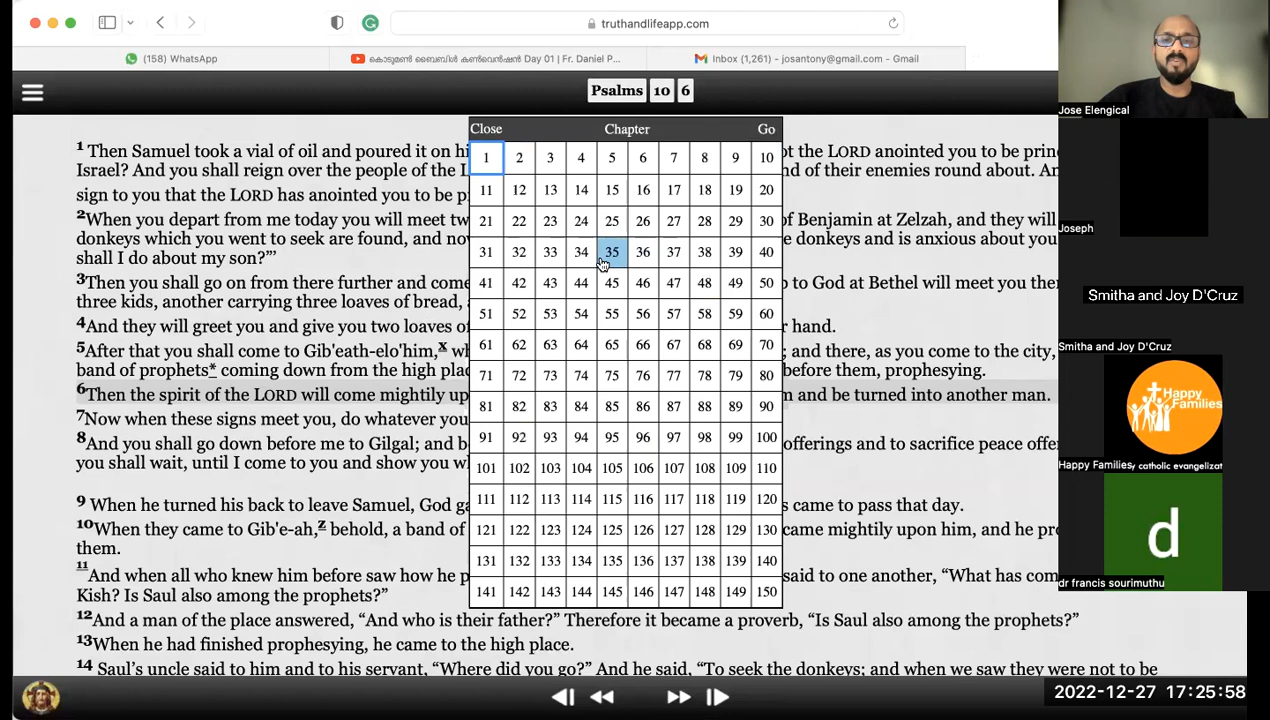 truthandlifeapp.com
(158) WhatsApp
കൊടുമൺ ബൈബിൾ കൺവെൻഷൻ Day 01 | Fr. Daniel P...
Inbox (1,261) - josantony@gmail.com - Gmail
Psalms 10 6
Close Chapter Go
1 2 3 4 5 6 7 8 9 10
11 12 13 14 15 16 17 18 19 20
21 22 23 24 25 26 27 28 29 30
31 32 33 34 35 36 37 38 39 40
41 42 43 44 45 46 47 48 49 50
51 52 53 54 55 56 57 58 59 60
61 62 63 64 65 66 67 68 69 70
71 72 73 74 75 76 77 78 79 80
81 82 83 84 85 86 87 88 89 90
91 92 93 94 95 96 97 98 99 100
101 102 103 104 105 106 107 108 109 110
111 112 113 114 115 116 117 118 119 120
121 122 123 124 125 126 127 128 129 130
131 132 133 134 135 136 137 138 139 140
141 142 143 144 145 146 147 148 149 150
1 Then Samuel took a vial of oil and poured it on ot the LORD anointed you to be
Israel? And you shall reign over the people of the nd of their enemies round about.
sign to you that the LORD has anointed you to be
2 When you depart from me today you will meet of Benjamin at Zelzah, and they will
donkeys which you went to seek are found, and e donkeys and is anxious about you
shall I do about my son?’”
3 Then you shall go on from there further and come to God at Bethel will meet you
three kids, another carrying three loaves of bread,
4 And they will greet you and give you two loaves r hand.
5 After that you shall come to Gib'eath-elo'him,x ; and there, as you come to the city,
band of prophets* coming down from the high before them, prophesying.
6 Then the spirit of the LORD will come mightily m and be turned into another man.
7 Now when these signs meet you, do whatever you
8 And you shall go down before me to Gilgal; and offerings and to sacrifice peace
you shall wait, until I come to you and show you
9 When he turned his back to leave Samuel, God s came to pass that day.
10 When they came to Gib'e-ah,z behold, a band of came mightily upon him, and he
them.
11 And when all who knew him before saw how he said to one another, “What has
Kish? Is Saul also among the prophets?”
12 And a man of the place answered, “And who is their father?” Therefore it became a proverb, “Is Saul also among the prophets?”
13 When he had finished prophesying, he came to the high place.
14 Saul’s uncle said to him and to his servant, “Where did you go?” And he said, “To seek the donkeys; and when we saw they were not to be
Jose Elengical
Joseph
Smitha and Joy D'Cruz
Smitha and Joy D'Cruz
Happy
Families
Happy Families
catholic evangelizat
d
dr francis sourimuthu
2022-12-27 17:25:58